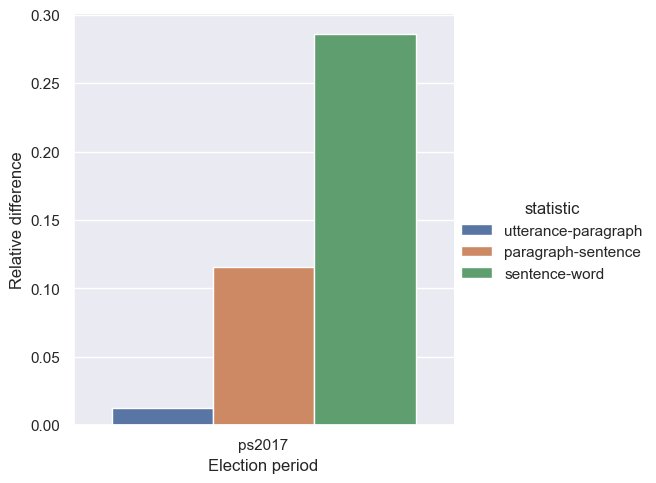 0.30
0.25
0.20
0.15
0.10
0.05
0.00
Relative difference
ps2017
Election period
statistic
utterance-paragraph
paragraph-sentence
sentence-word